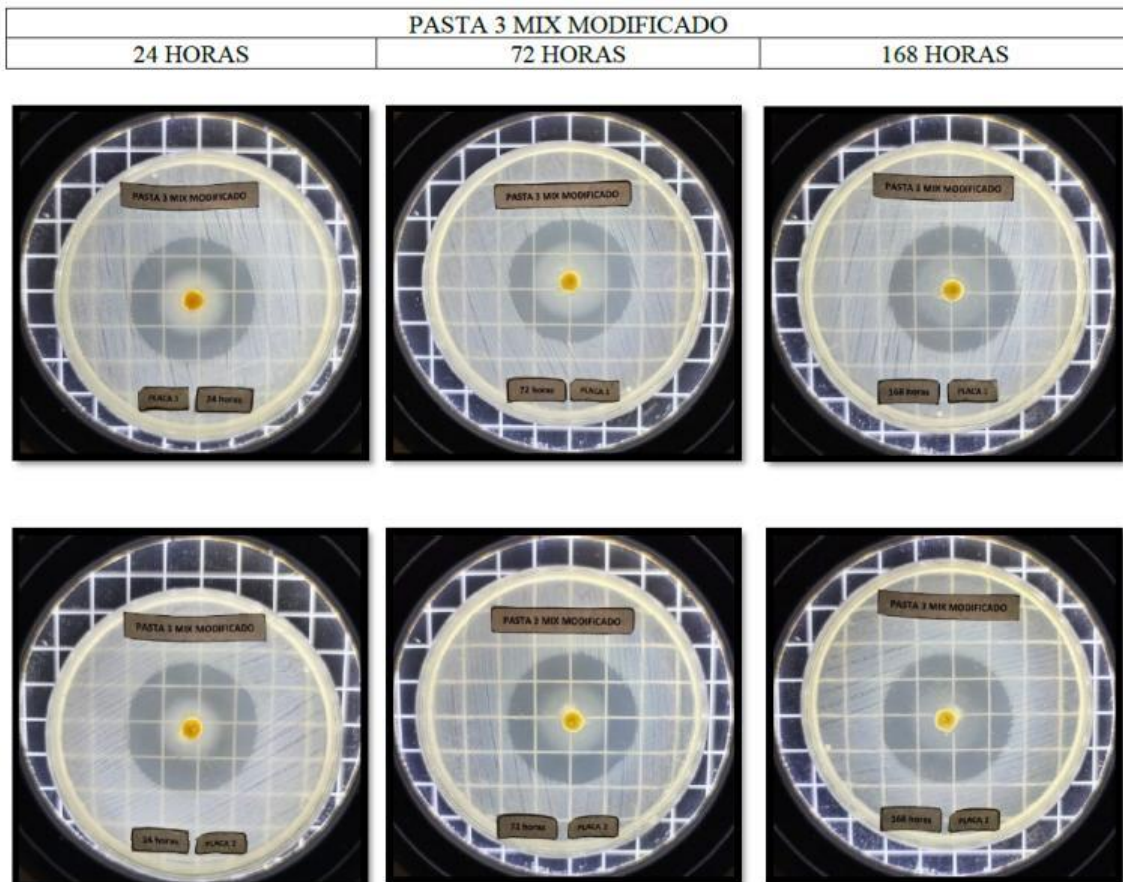 PASTA 3 MIX MODIFICADO
24 HORAS 72 HORAS 168 HORAS
PASTA 3 MIX MODIFICADO
PLACA 1 24 horas
PASTA 3 MIX MODIFICADO
72 horas PLACA 1
PASTA 3 MIX MODIFICADO
168 horas PLACA 1
PASTA 3 MIX MODIFICADO
24 horas PLACA 2
PASTA 3 MIX MODIFICADO
72 horas PLACA 2
PASTA 3 MIX MODIFICADO
168 horas PLACA 2